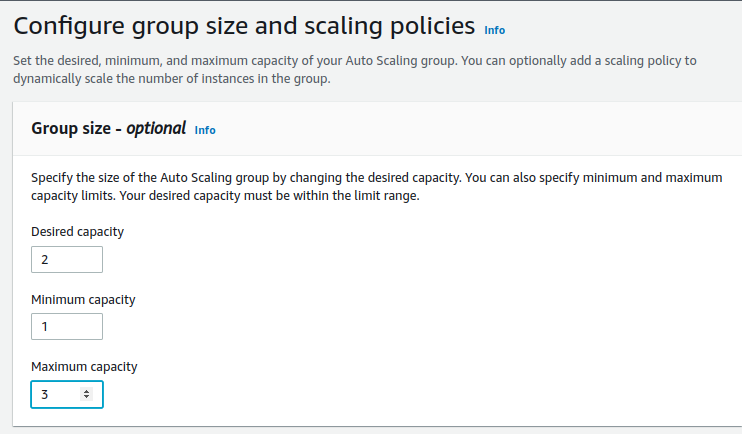 Configure group size and scaling policies Info
Set the desired, minimum, and maximum capacity of your Auto Scaling group. You can optionally add a scaling policy to
dynamically scale the number of instances in the group.
Group size - optional Info
Specify the size of the Auto Scaling group by changing the desired capacity. You can also specify minimum and maximum
capacity limits. Your desired capacity must be within the limit range.
Desired capacity
2
Minimum capacity
1
Maximum capacity
3